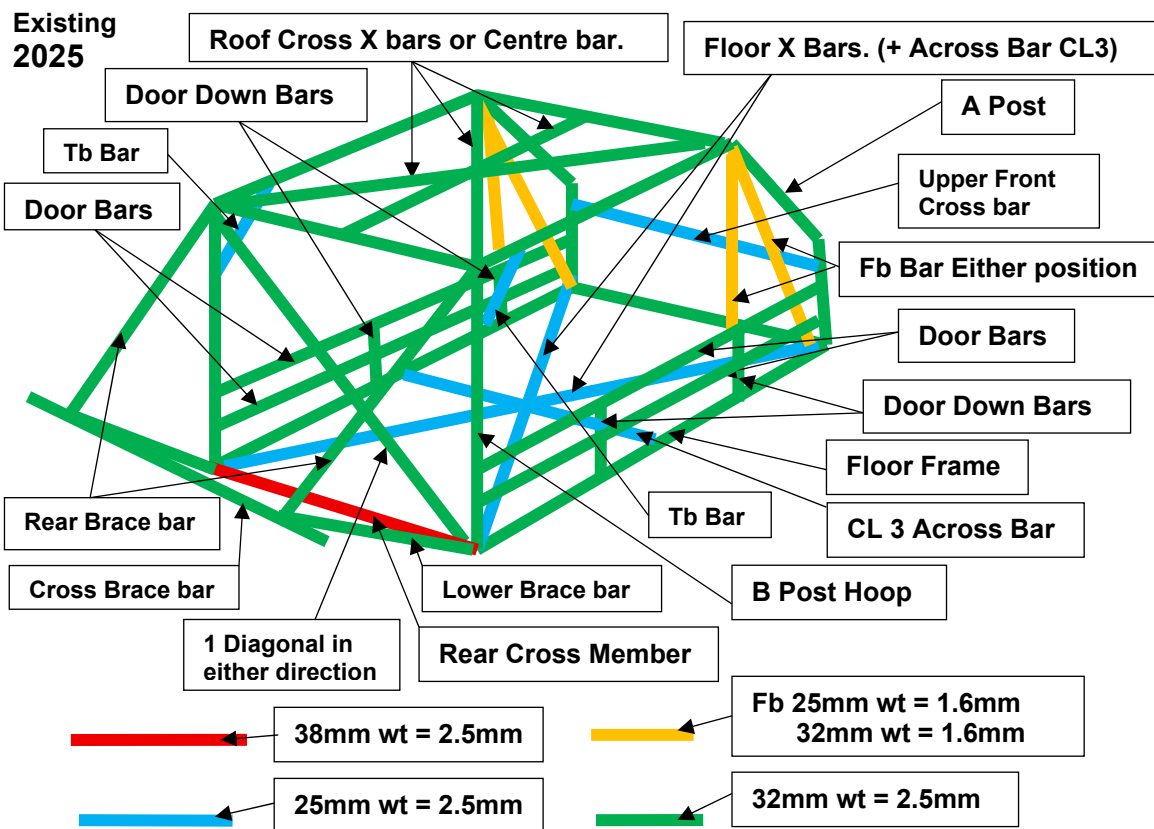 Existing
2025
Roof Cross X bars or Centre bar.
Floor X Bars. (+ Across Bar CL3)
Door Down Bars
A Post
Tb Bar
Upper Front
Cross bar
Door Bars
Fb Bar Either position
Door Bars
Door Down Bars
Floor Frame
Rear Brace bar
Tb Bar
CL 3 Across Bar
Cross Brace bar
Lower Brace bar
B Post Hoop
1 Diagonal in
either direction
Rear Cross Member
38mm wt = 2.5mm
Fb 25mm wt = 1.6mm
32mm wt = 1.6mm
25mm wt = 2.5mm
32mm wt = 2.5mm